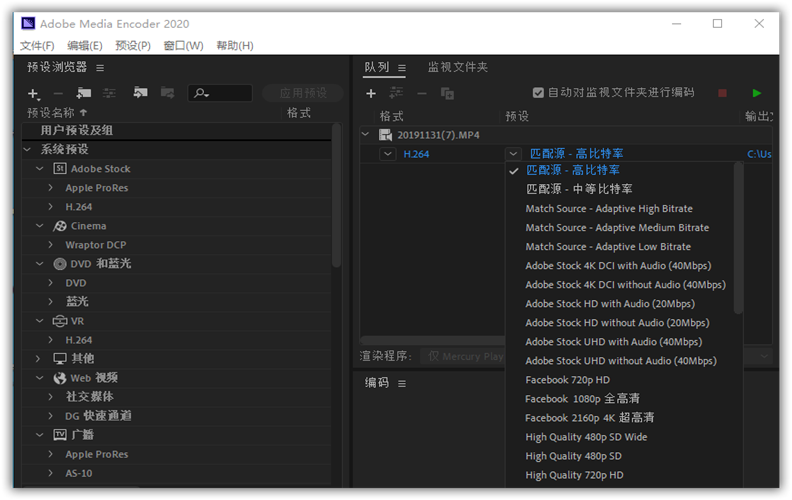 Adobe Media Encoder 2020
文件(F) 编辑(E) 预设(P) 窗口(W) 帮助(H)
预设浏览器
应用预设
预设名称 格式
用户预设及组
系统预设
St Adobe Stock
Apple ProRes
H.264
Cinema
Wraptor DCP
DVD 和蓝光
DVD
蓝光
VR
H.264
其他
Web 视频
社交媒体
DG 快速通道
TV 广播
Apple ProRes
AS-10
队列 监视文件夹
自动对监视文件夹进行编码
格式 预设 输出文
20191131(7).MP4
H.264 匹配源 - 高比特率 C:\Us
匹配源 - 高比特率
匹配源 - 中等比特率
Match Source - Adaptive High Bitrate
Match Source - Adaptive Medium Bitrate
Match Source - Adaptive Low Bitrate
Adobe Stock 4K DCI with Audio (40Mbps)
Adobe Stock 4K DCI without Audio (40Mbps)
Adobe Stock HD with Audio (20Mbps)
Adobe Stock HD without Audio (20Mbps)
Adobe Stock UHD with Audio (40Mbps)
Adobe Stock UHD without Audio (40Mbps)
Facebook 720p HD
Facebook 1080p 全高清
Facebook 2160p 4K 超高清
High Quality 480p SD Wide
High Quality 480p SD
High Quality 720p HD
渲染程序: 仅 Mercury Play
编码